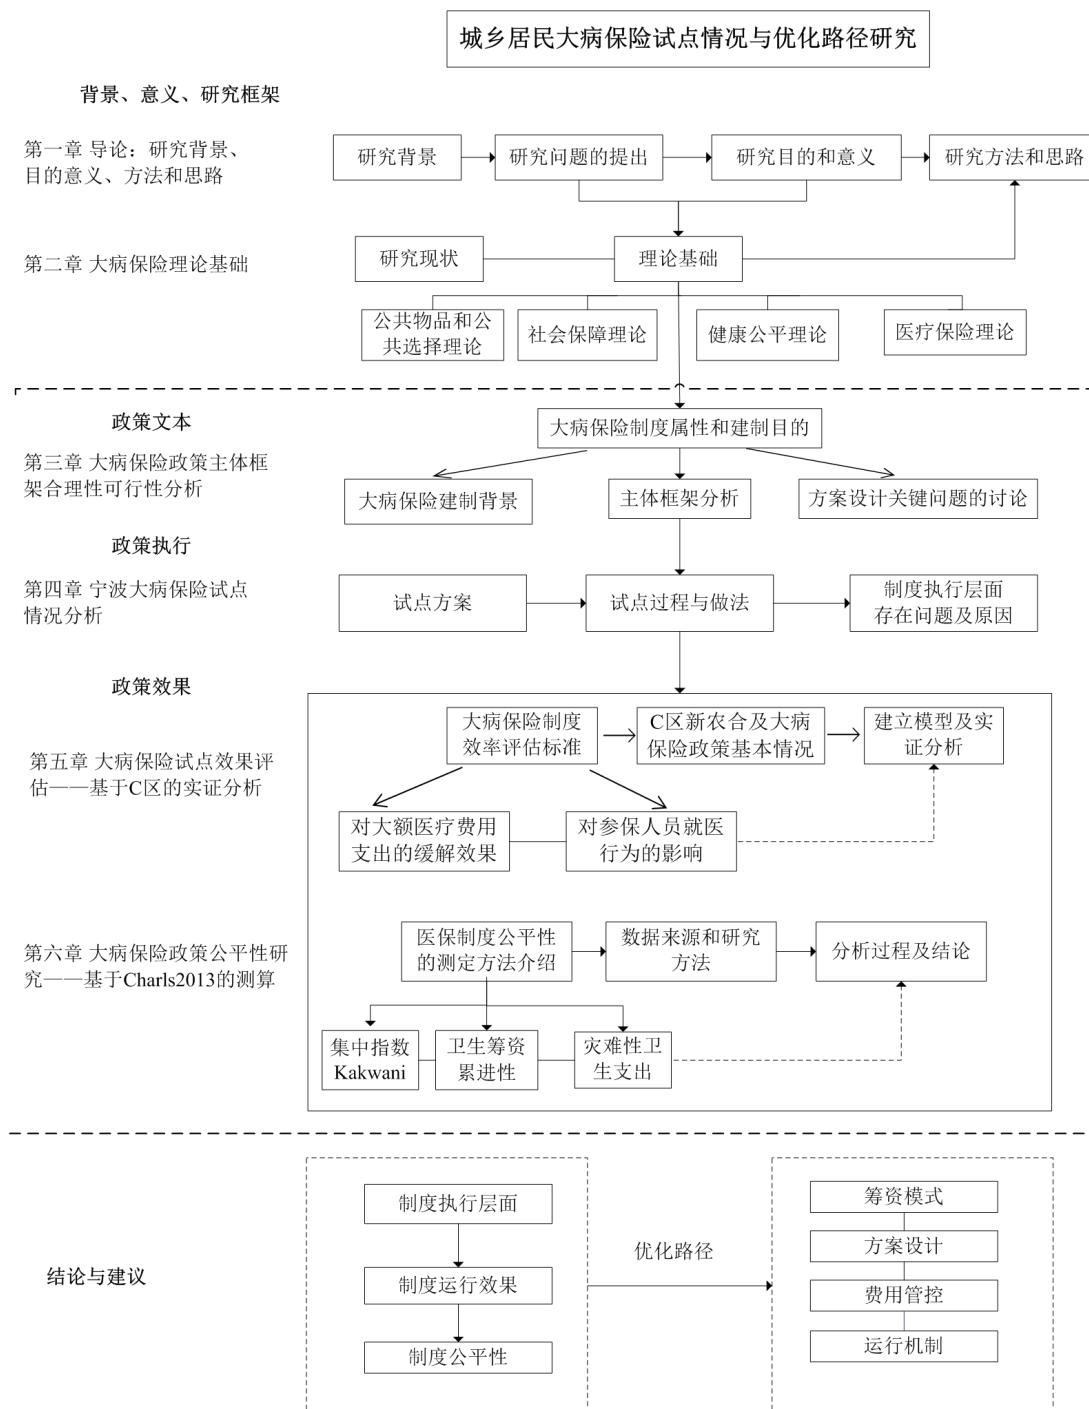 城乡居民大病保险试点情况与优化路径研究
背景、意义、研究框架
第一章 导论：研究背景、
目的意义、方法和思路
研究背景
研究问题的提出
研究目的和意义
研究方法和思路
第二章 大病保险理论基础
研究现状
理论基础
公共物品和公
共选择理论
社会保障理论
健康公平理论
医疗保险理论
政策文本
第三章 大病保险政策主体框
架合理性可行性分析
大病保险制度属性和建制目的
大病保险建制背景
主体框架分析
方案设计关键问题的讨论
政策执行
第四章 宁波大病保险试点
情况分析
试点方案
试点过程与做法
制度执行层面
存在问题及原因
政策效果
第五章 大病保险试点效果评
估——基于C区的实证分析
大病保险制度
效率评估标准
C区新农合及大病
保险政策基本情况
建立模型及实
证分析
对大额医疗费用
支出的缓解效果
对参保人员就医
行为的影响
第六章 大病保险政策公平性研
究——基于Charls2013的测算
医保制度公平性
的测定方法介绍
数据来源和研究
方法
分析过程及结论
集中指数
Kakwani
卫生筹资
累进性
灾难性卫
生支出
结论与建议
制度执行层面
制度运行效果
制度公平性
优化路径
筹资模式
方案设计
费用管控
运行机制